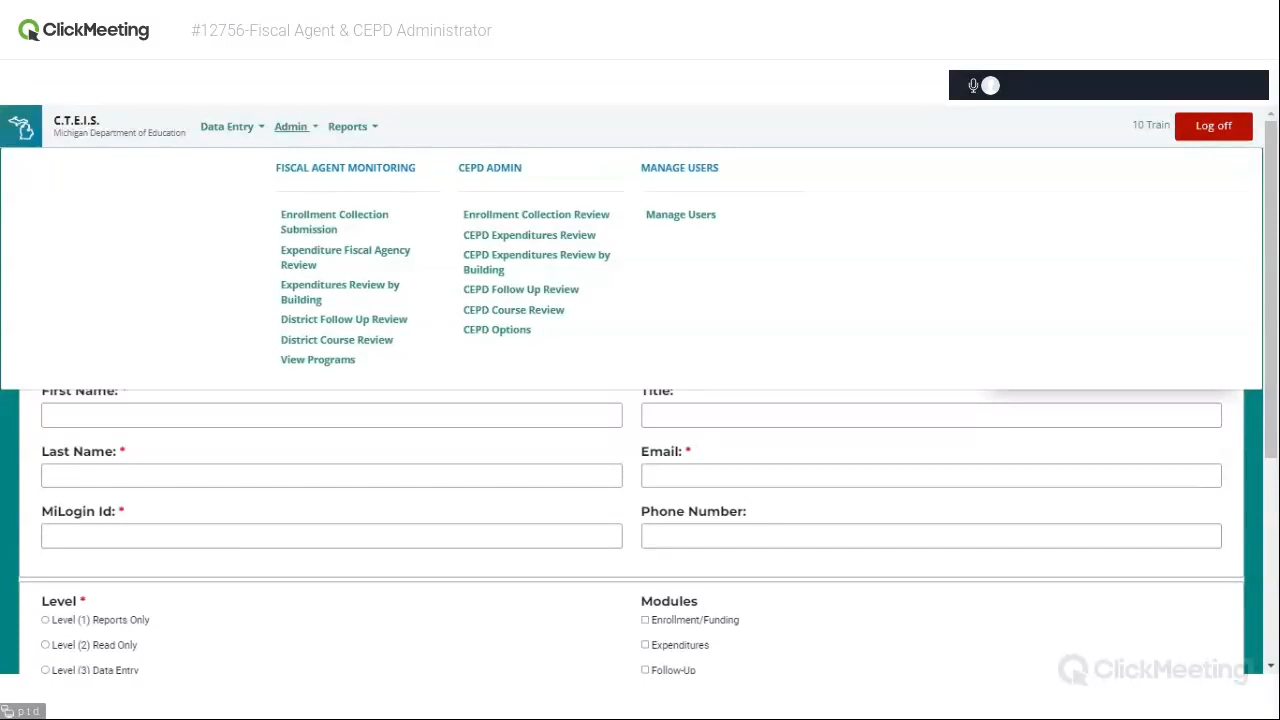 ClickMeeting #12756-Fiscal Agent & CEPD Administrator
C.T.E.I.S.
Michigan Department of Education
Data Entry Admin Reports 10 Train Log off
FISCAL AGENT MONITORING CEPD ADMIN MANAGE USERS
Enrollment Collection Submission
Expenditure Fiscal Agency Review
Expenditures Review by Building
District Follow Up Review
District Course Review
View Programs
Enrollment Collection Review
CEPD Expenditures Review
CEPD Expenditures Review by Building
CEPD Follow Up Review
CEPD Course Review
CEPD Options
Manage Users
First Name: * Title:
Last Name: * Email: *
MiLogin Id: * Phone Number:
Level * Modules
Level (1) Reports Only Enrollment/Funding
Level (2) Read Only Expenditures
Level (3) Data Entry Follow-Up
ClickMeeting
ptd